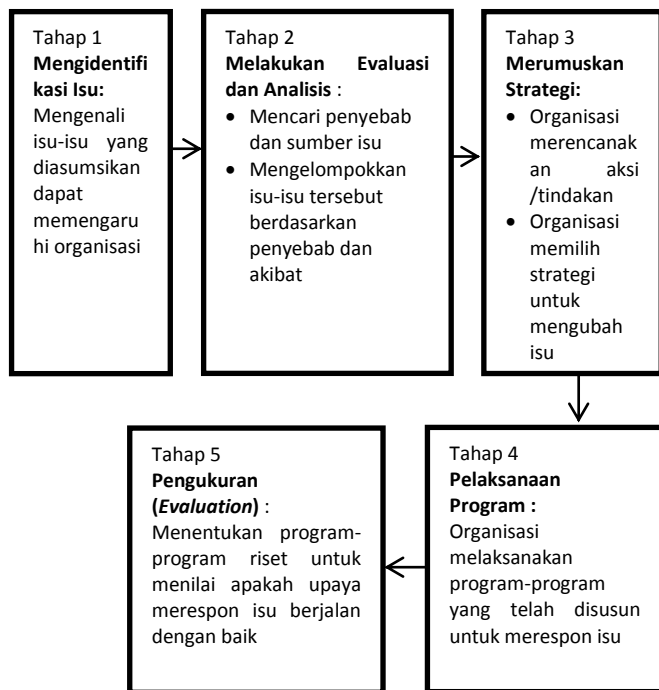 Tahap 1
Mengidentifi
kasi Isu:
Mengenali
isu-isu yang
diasumsikan
dapat
memengaru
hi organisasi
Tahap 2
Melakukan Evaluasi
dan Analisis :
• Mencari penyebab
dan sumber isu
• Mengelompokkan
isu-isu tersebut
berdasarkan
penyebab dan
akibat
Tahap 3
Merumuskan
Strategi:
• Organisasi
merencanak
an aksi
/tindakan
• Organisasi
memilih
strategi
untuk
mengubah
isu
Tahap 4
Pelaksanaan
Program :
Organisasi
melaksanakan
program-program
yang telah disusun
untuk merespon isu
Tahap 5
Pengukuran
(Evaluation) :
Menentukan program-
program riset untuk
menilai apakah upaya
merespon isu berjalan
dengan baik